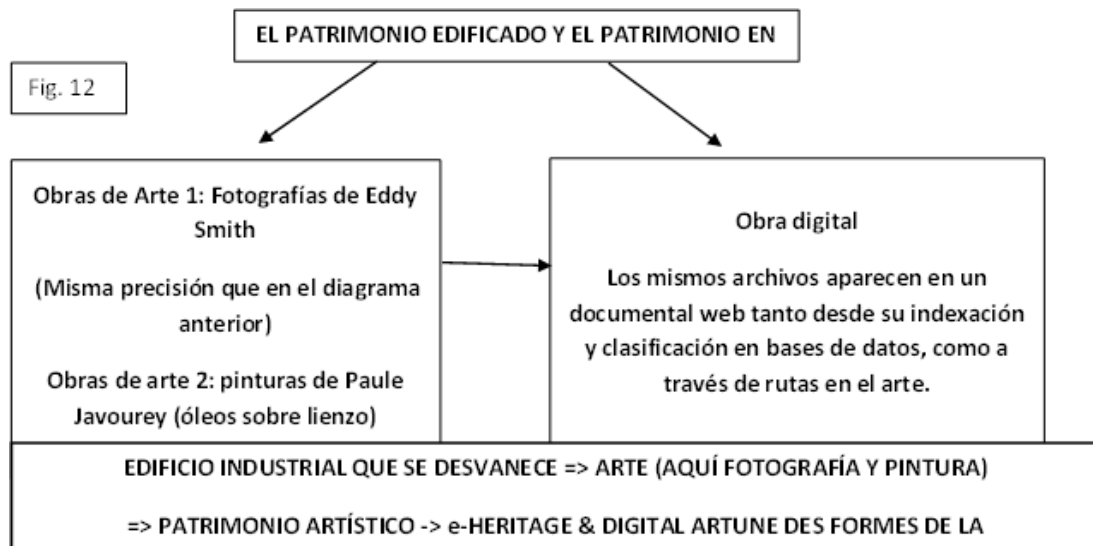 EL PATRIMONIO EDIFICADO Y EL PATRIMONIO EN
Fig. 12
Obras de Arte 1: Fotografías de Eddy
Smith
(Misma precisión que en el diagrama
anterior)
Obras de arte 2: pinturas de Paule
Javourey (óleos sobre lienzo)
Obra digital
Los mismos archivos aparecen en un
documental web tanto desde su indexación
y clasificación en bases de datos, como a
través de rutas en el arte.
EDIFICIO INDUSTRIAL QUE SE DESVANECE => ARTE (AQUÍ FOTOGRAFÍA Y PINTURA)
=> PATRIMONIO ARTÍSTICO -> e-HERITAGE & DIGITAL ARTUNE DES FORMES DE LA